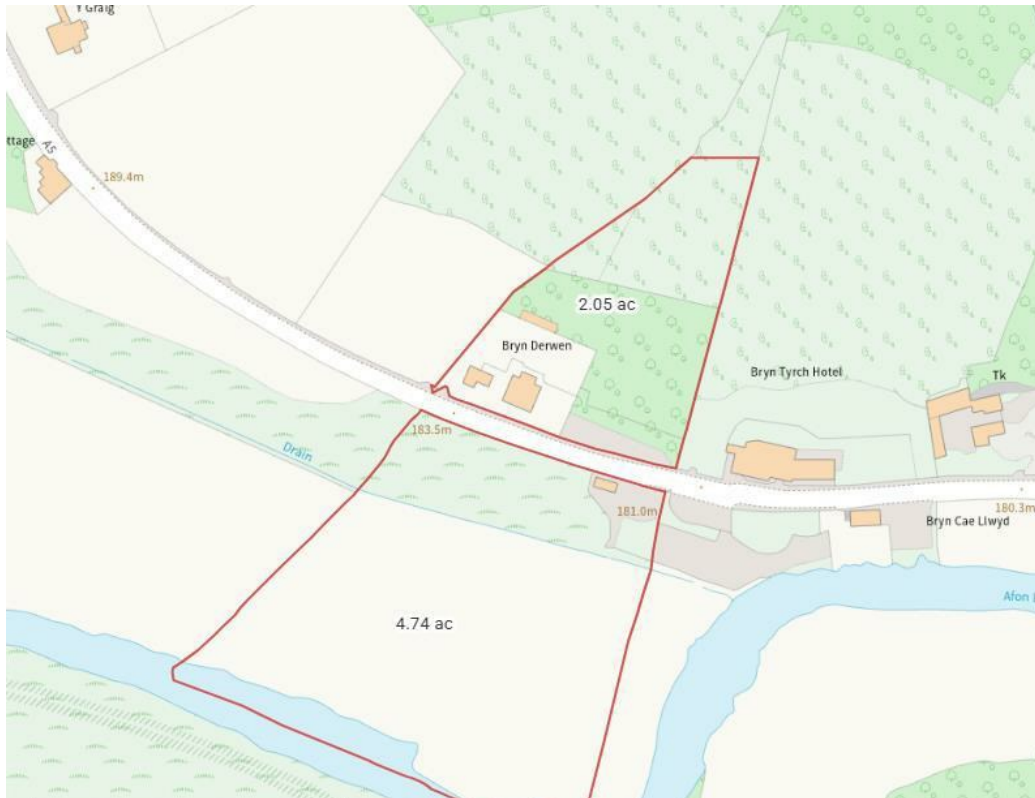 Y Graig
ttage
A5
189.4m
2.05 ac
Bryn Derwen
Bryn Tyrch Hotel
Tk
183.5m
Drain
181.0m
180.3m
Bryn Cae Llwyd
Afon
4.74 ac